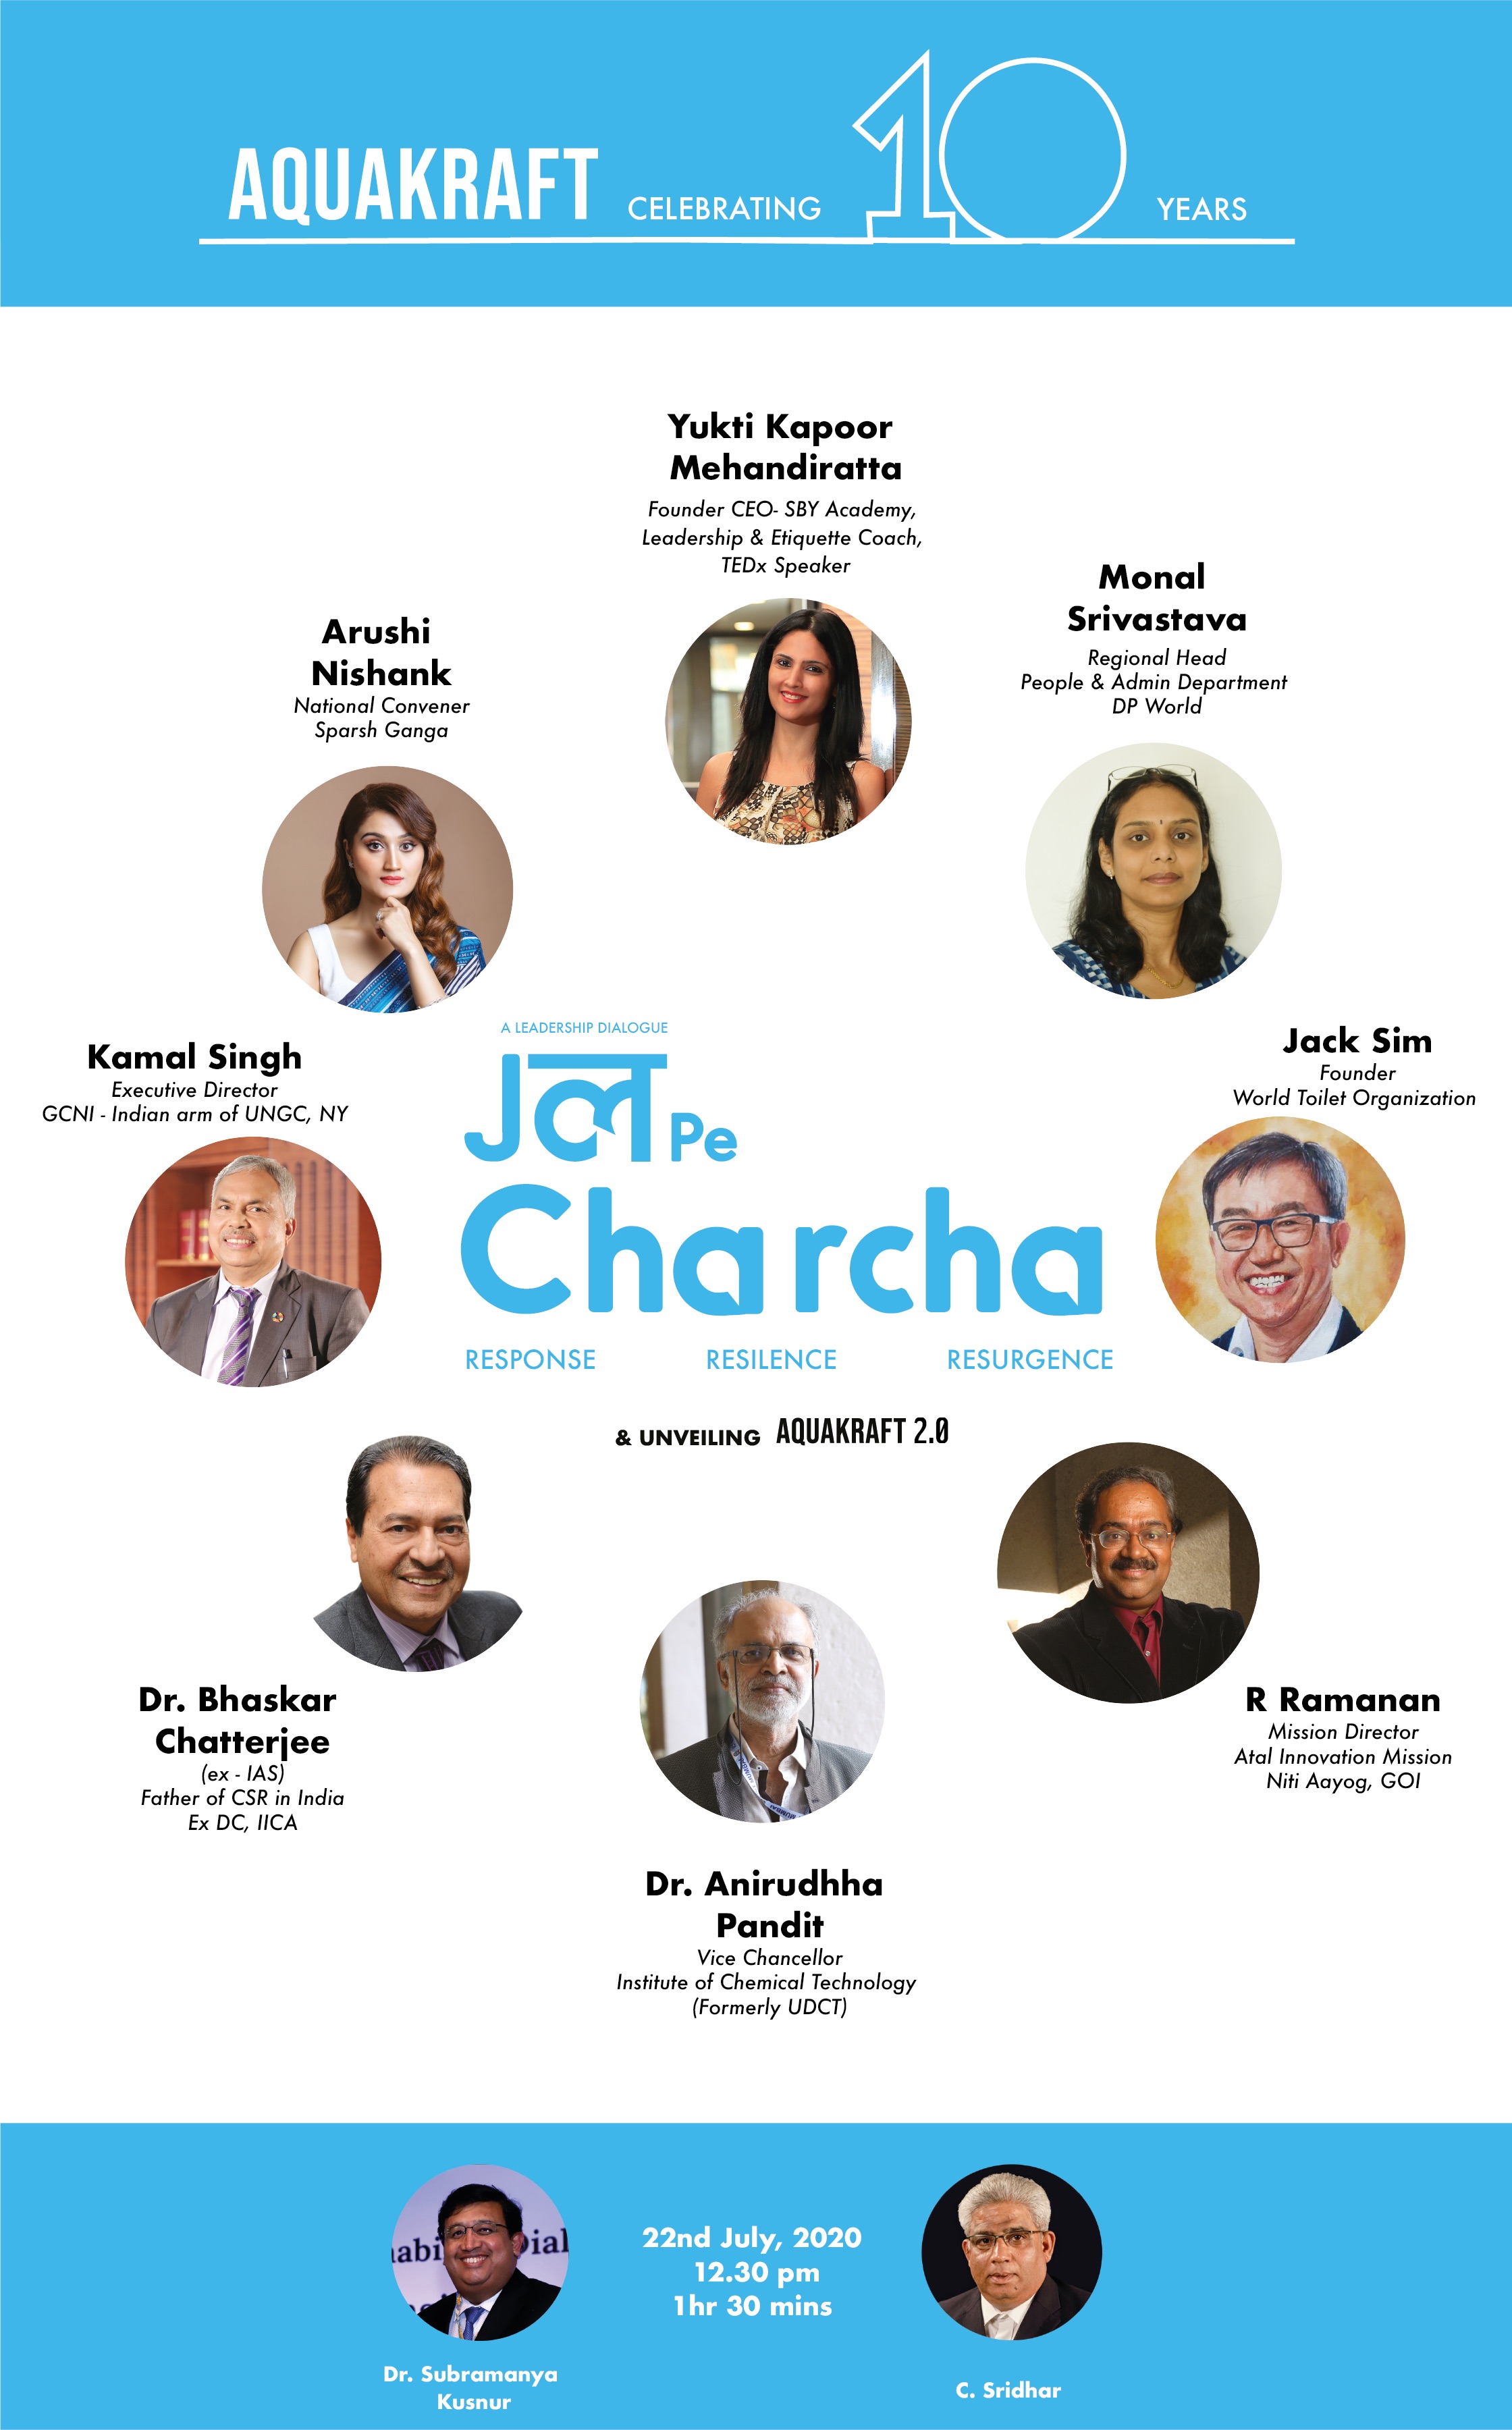 AQUAKRAFT CELEBRATING 10 YEARS
Yukti Kapoor
Mehandiratta
Founder CEO- SBY Academy,
Leadership & Etiquette Coach,
TEDx Speaker
Monal
Srivastava
Regional Head
People & Admin Department
DP World
Arushi
Nishank
National Convener
Sparsh Ganga
Kamal Singh
Executive Director
GCNI - Indian arm of UNGC, NY
Jack Sim
Founder
World Toilet Organization
A LEADERSHIP DIALOGUE
Jल Pe
Charcha
RESPONSE RESILENCE RESURGENCE
& UNVEILING AQUAKRAFT 2.0
Dr. Bhaskar
Chatterjee
(ex - IAS)
Father of CSR in India
Ex DC, IICA
R Ramanan
Mission Director
Atal Innovation Mission
Niti Aayog, GOI
Dr. Anirudhha
Pandit
Vice Chancellor
Institute of Chemical Technology
(Formerly UDCT)
22nd July, 2020
12.30 pm
1hr 30 mins
Dr. Subramanya
Kusnur
C. Sridhar